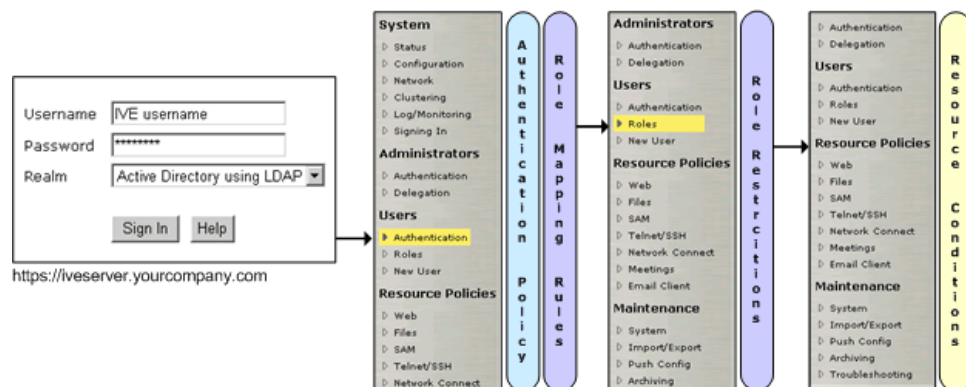 Username IVE username
Password ********
Realm Active Directory using LDAP
Sign In Help
https://iveserver.yourcompany.com
System
Status
Configuration
Network
Clustering
Log/Monitoring
Signing In
Administrators
Authentication
Delegation
Users
Authentication
Roles
New User
Resource Policies
Web
Files
SAM
Telnet/SSH
Network Connect
Authentication Policy
Role Mapping Rules
Administrators
Authentication
Delegation
Users
Authentication
Roles
New User
Resource Policies
Web
Files
SAM
Telnet/SSH
Network Connect
Meetings
Email Client
Maintenance
System
Import/Export
Push Config
Archiving
Role Restrcitions
Authentication
Delegation
Users
Authentication
Roles
New User
Resource Policies
Web
Files
SAM
Telnet/SSH
Network Connect
Meetings
Email Client
Maintenance
System
Import/Export
Push Config
Archiving
Troubleshooting
Resource Conditions